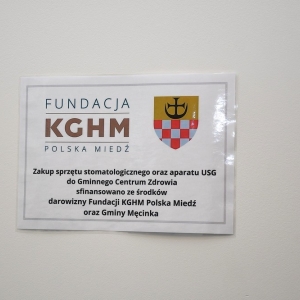 FUNDACJA
KGHM
POLSKA MIEDŹ
Zakup sprzętu stomatologicznego oraz aparatu USG
do Gminnego Centrum Zdrowia
sfinansowano ze środków
darowizny Fundacji KGHM Polska Miedź
oraz Gminy Męcinka